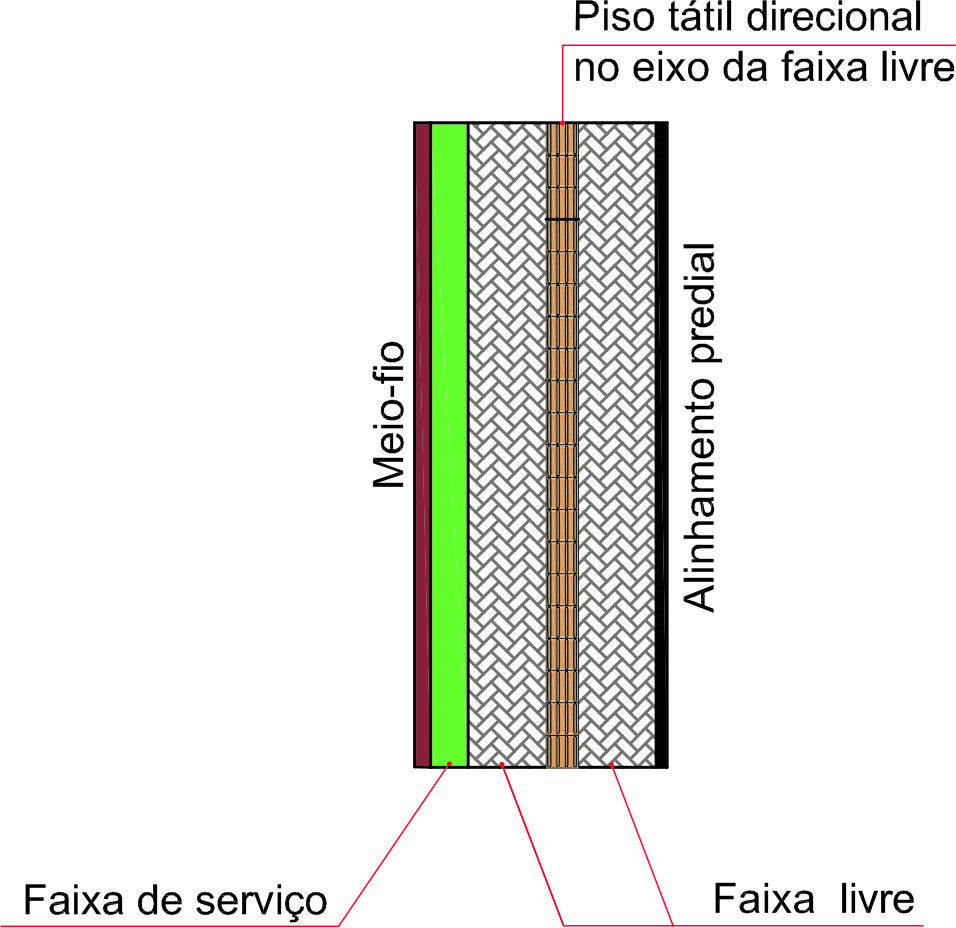 Piso tátil direcional
no eixo da faixa livre
Meio-fio
Alinhamento predial
Faixa de serviço
Faixa livre